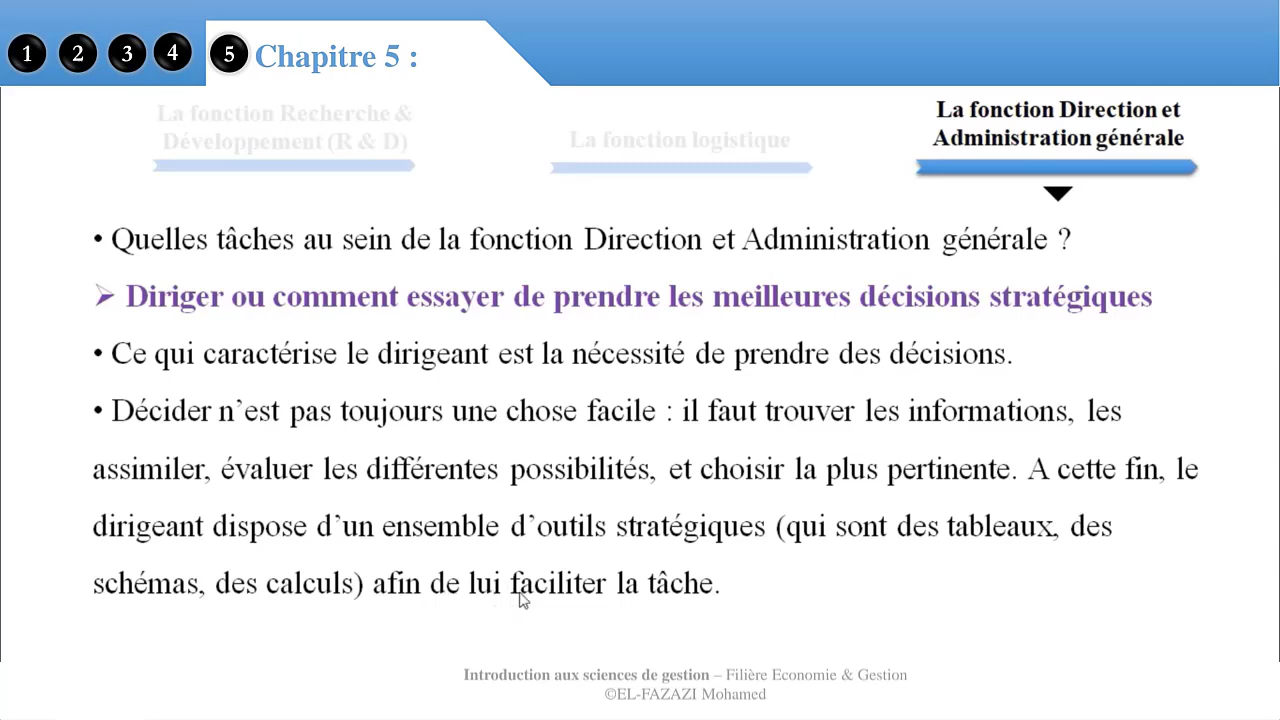 1 2 3 4 5 Chapitre 5 :
La fonction Recherche &
Développement (R & D)
La fonction logistique
La fonction Direction et
Administration générale
• Quelles tâches au sein de la fonction Direction et Administration générale ?
➢ Diriger ou comment essayer de prendre les meilleures décisions stratégiques
• Ce qui caractérise le dirigeant est la nécessité de prendre des décisions.
• Décider n’est pas toujours une chose facile : il faut trouver les informations, les
assimiler, évaluer les différentes possibilités, et choisir la plus pertinente. A cette fin, le
dirigeant dispose d’un ensemble d’outils stratégiques (qui sont des tableaux, des
schémas, des calculs) afin de lui faciliter la tâche.
Introduction aux sciences de gestion – Filière Economie & Gestion
©EL-FAZAZI Mohamed